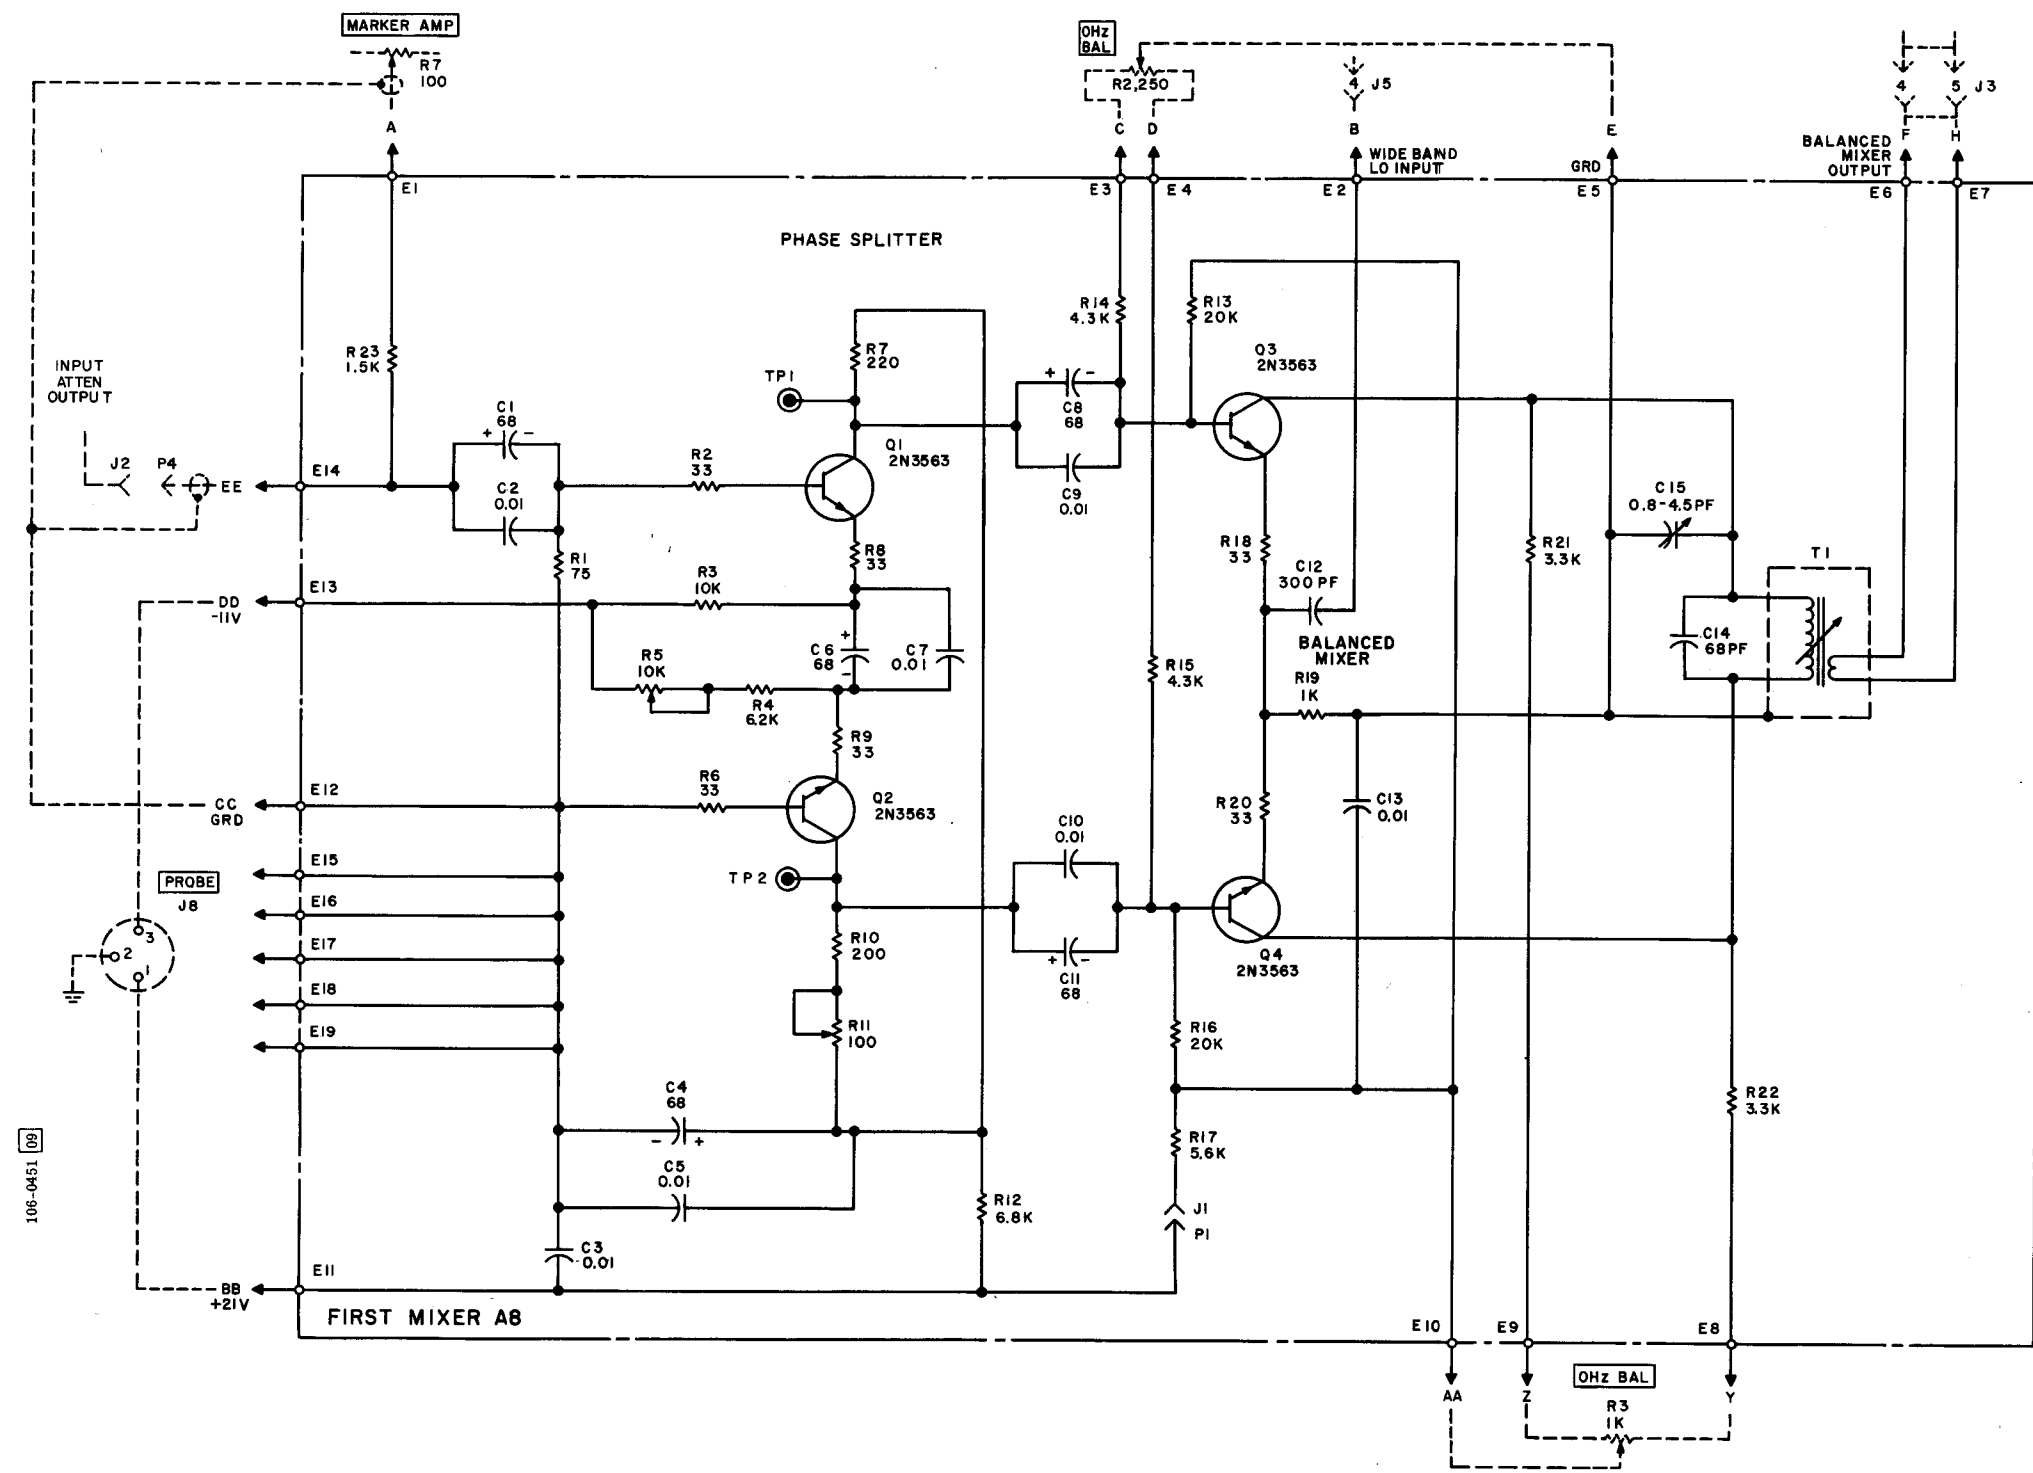 MARKER AMP
R7
100
A
E1
OHz
BAL
R2,250
C
D
E3
E4
4
J5
B
WIDE BAND
LO INPUT
E2
E
GRD
E5
4
5
J3
F
H
BALANCED
MIXER
OUTPUT
E6
E7
PHASE SPLITTER
R14
4.3K
R13
20K
Q3
2N3563
R23
1.5K
R7
220
TP1
INPUT
ATTEN
OUTPUT
C1
68
+
-
J2
P4
EE
E14
C2
0.01
R2
33
Q1
2N3563
+
-
C8
68
C9
0.01
C15
0.8-4.5PF
R1
75
R8
33
R18
33
C12
300PF
R21
3.3K
T1
DD
-11V
E13
R3
10K
BALANCED
MIXER
C14
68PF
+
C6
68
-
C7
0.01
R5
10K
R4
6.2K
R15
4.3K
R19
1K
R9
33
CC
GRD
E12
R6
33
Q2
2N3563
R20
33
C13
0.01
C10
0.01
E15
TP2
PROBE
J8
E16
3
2
1
E17
R10
200
+
-
C11
68
Q4
2N3563
E18
E19
R11
100
R16
20K
C4
68
-
+
R22
3.3K
R17
5.6K
C5
0.01
R12
6.8K
J1
P1
C3
0.01
E11
BB
+21V
FIRST MIXER A8
106-0451 09
E10
E9
E8
AA
Z
Y
OHz BAL
R3
1K